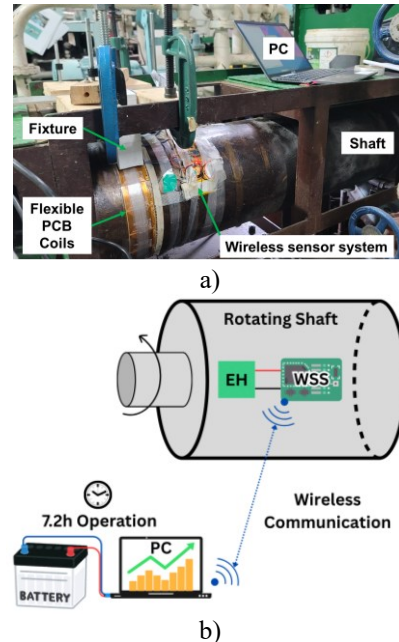 PC
Fixture
Shaft
Flexible
PCB
Coils
Wireless sensor system
a)
Rotating Shaft
EH
WSS
7.2h Operation
Wireless
Communication
PC
BATTERY
b)